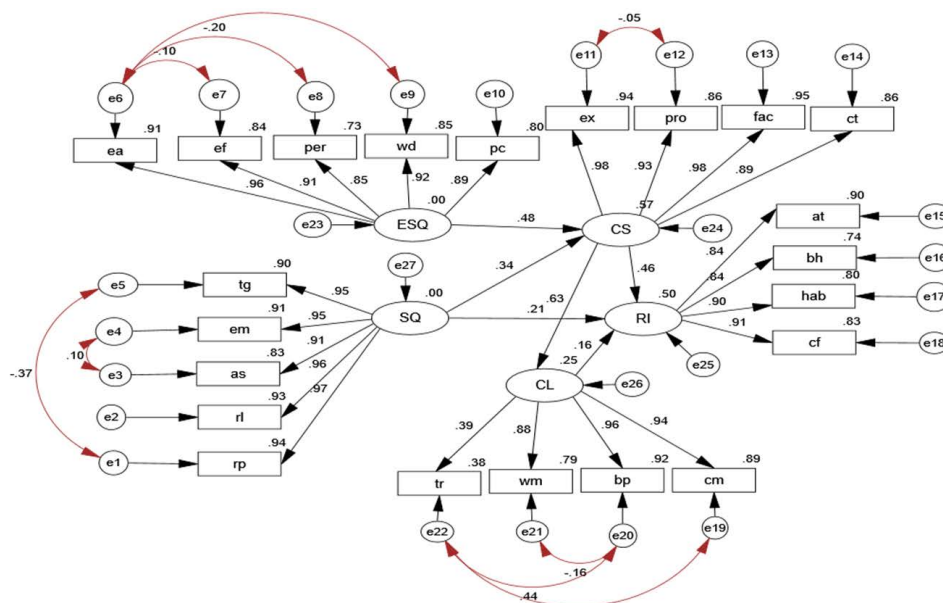 -.05
-.20
-.10
e11
e12
e13
e14
e6
e7
e8
e9
e10
.94
.86
.95
.86
ex
pro
fac
ct
.91
.84
.73
.85
.80
ea
ef
per
wd
pc
.98
.93
.98
.89
.96
.91
.85
.92
.89
.00
.57
.90
e23
ESQ
.48
CS
e24
at
e15
.84
.74
e27
.34
bh
e16
.90
.46
.84
.80
e5
tg
.95
.00
.63
.50
.90
hab
e17
.91
.95
SQ
.21
RI
.91
.83
e4
em
.91
.16
cf
e18
.10
.83
.96
.25
e25
-.37
e3
as
.97
CL
e26
.93
e2
rl
.39
.88
.96
.94
.94
e1
rp
.38
.79
.92
.89
tr
wm
bp
cm
e22
e21
e20
e19
-.16
.44